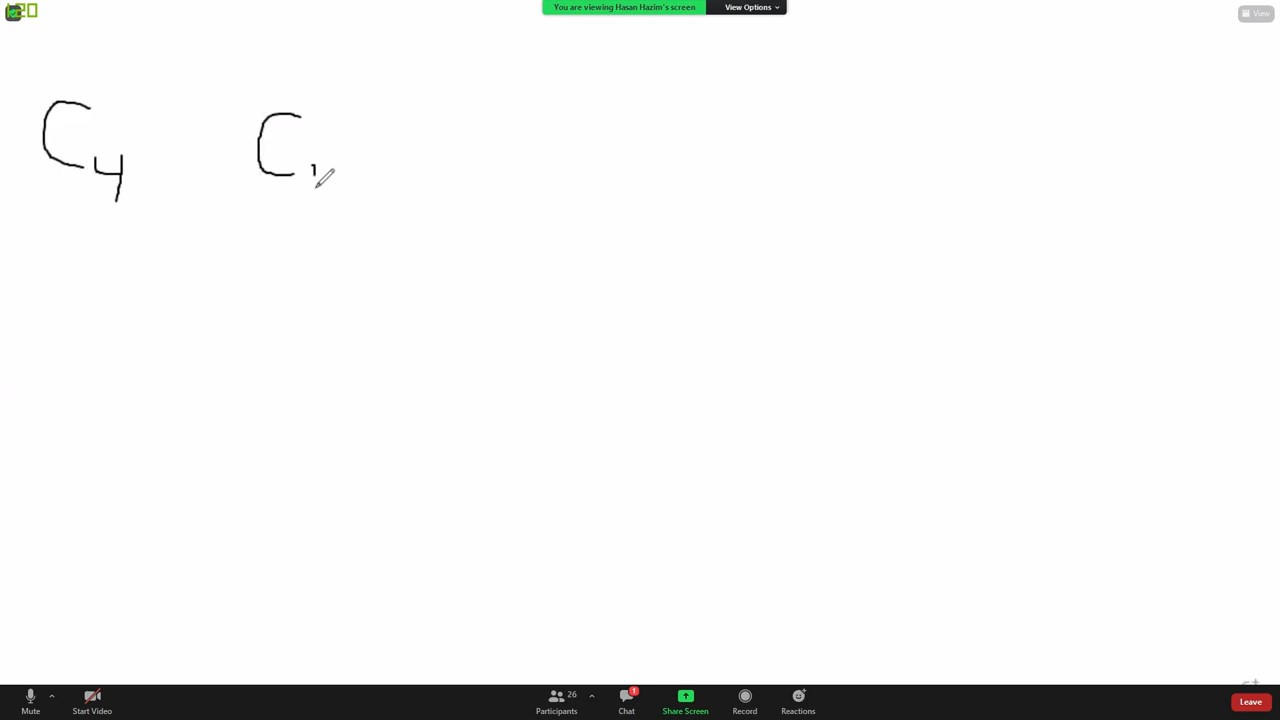 120
You are viewing Hasan Hazim's screen View Options
View
C4 C
Mute Start Video Participants 26 Chat 1 Share Screen Record Reactions Leave